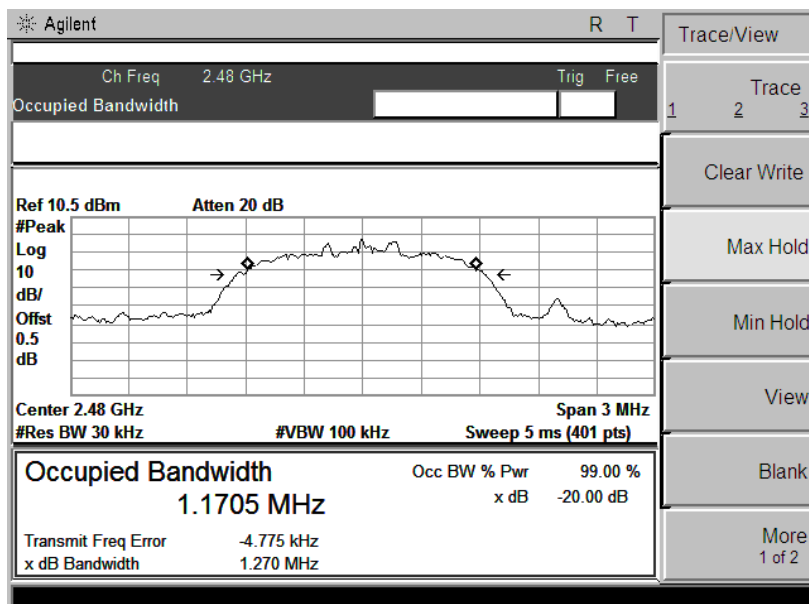 Agilent R T
Ch Freq 2.48 GHz Trig Free
Occupied Bandwidth
Ref 10.5 dBm Atten 20 dB
#Peak
Log
10
dB/
Offst
0.5
dB
Center 2.48 GHz Span 3 MHz
#Res BW 30 kHz #VBW 100 kHz Sweep 5 ms (401 pts)
Occupied Bandwidth Occ BW % Pwr 99.00 %
1.1705 MHz x dB -20.00 dB
Transmit Freq Error -4.775 kHz
x dB Bandwidth 1.270 MHz
Trace/View
Trace
1 2 3
Clear Write
Max Hold
Min Hold
View
Blank
More
1 of 2